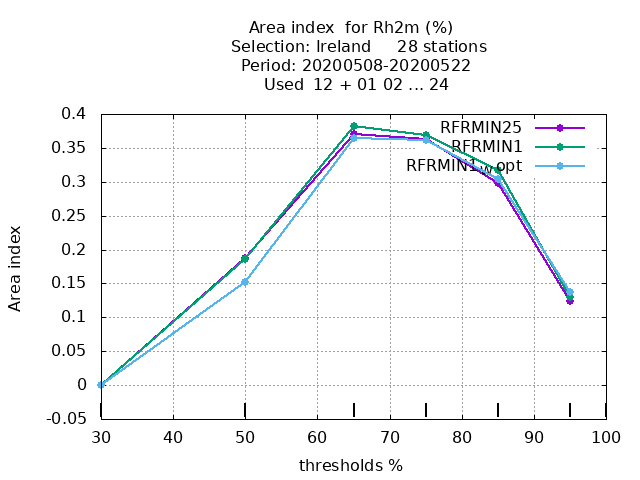 Area index  for Rh2m (%)
Selection: Ireland     28 stations
Period: 20200508-20200522
Used  12 + 01 02 ... 24
RFRMIN25
RFRMIN1
RFRMIN1_w_opt
Area index
0.4
0.35
0.3
0.25
0.2
0.15
0.1
0.05
0
-0.05
30 40 50 60 70 80 90 100
thresholds %